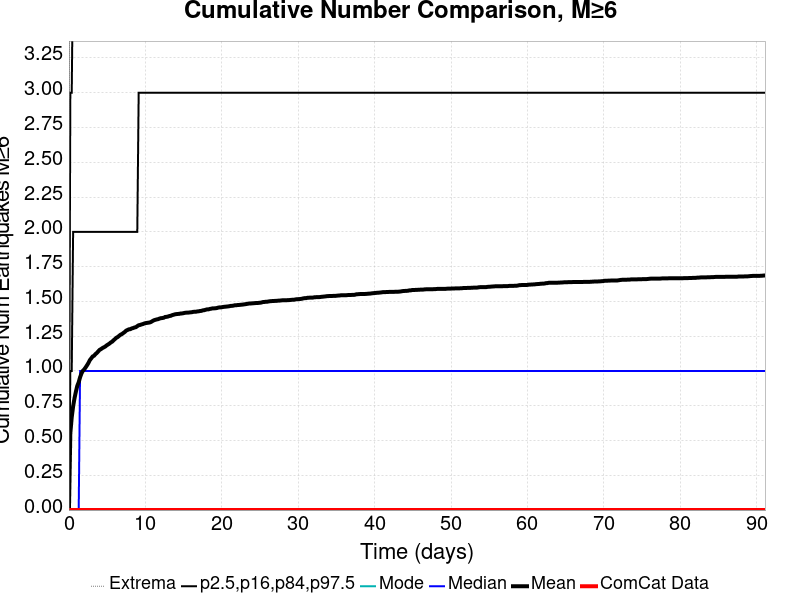 Cumulative Number Comparison, M≥6
Cumulative Num Earthquakes M≥6
3.25
3.00
2.75
2.50
2.25
2.00
1.75
1.50
1.25
1.00
0.75
0.50
0.25
0.00
0 10 20 30 40 50 60 70 80 90
Time (days)
Extrema p2.5,p16,p84,p97.5 Mode Median Mean ComCat Data